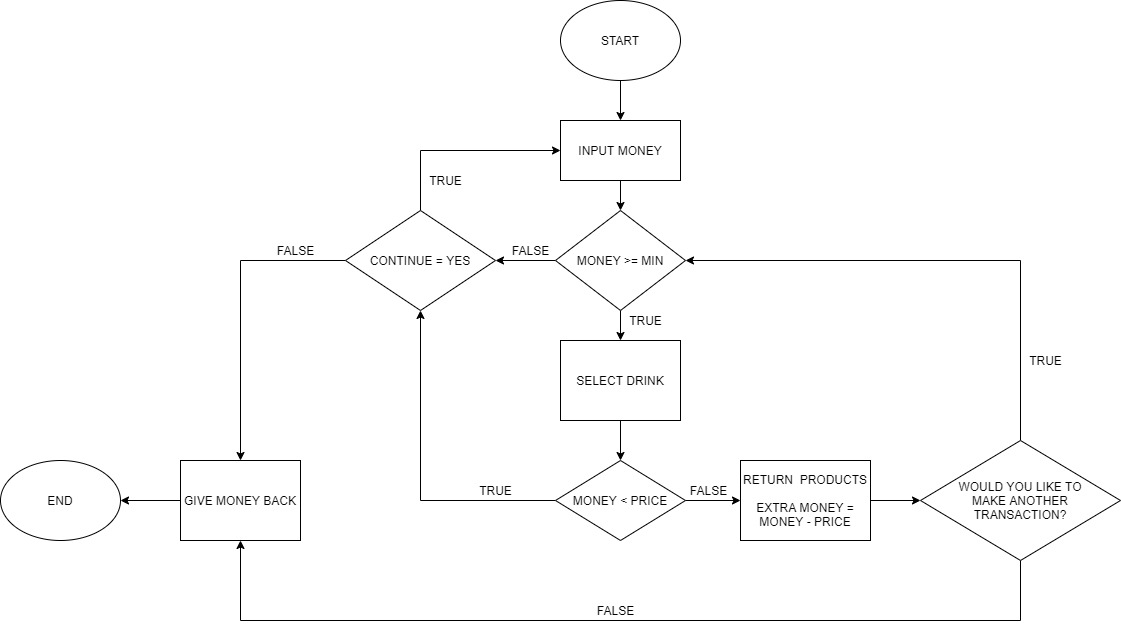 START
INPUT MONEY
TRUE
FALSE
CONTINUE = YES
FALSE
MONEY >= MIN
TRUE
TRUE
SELECT DRINK
END
GIVE MONEY BACK
TRUE
MONEY < PRICE
FALSE
RETURN  PRODUCTS
EXTRA MONEY =
MONEY - PRICE
WOULD YOU LIKE TO
MAKE ANOTHER
TRANSACTION?
FALSE